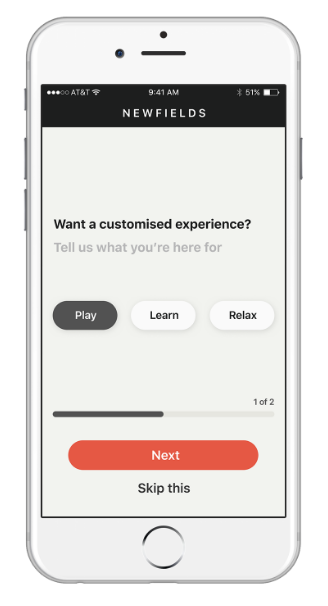 AT&T 9:41 AM 51%
NEWFIELDS
Want a customised experience?
Tell us what you're here for
Play Learn Relax
1 of 2
Next
Skip this